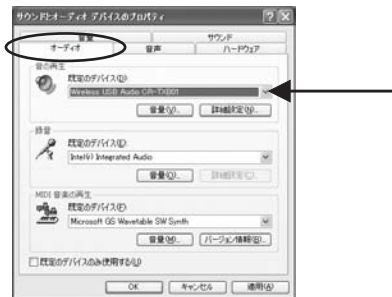 サウンドとオーディオ デバイスのプロパティ
音量 サウンド
オーディオ 音声 ハードウェア
音の再生
既定のデバイス(D):
Wireless USB Audio CR-TX001
音量(V)... 詳細設定(N)...
録音
既定のデバイス(I):
Intel(r) Integrated Audio
音量(O)... 詳細設定(C)...
MIDI 音楽の再生
既定のデバイス(F):
Microsoft GS Wavetable SW Synth
音量(M)... バージョン情報(B)...
既定のデバイスのみ使用する(U)
OK キャンセル 適用(A)